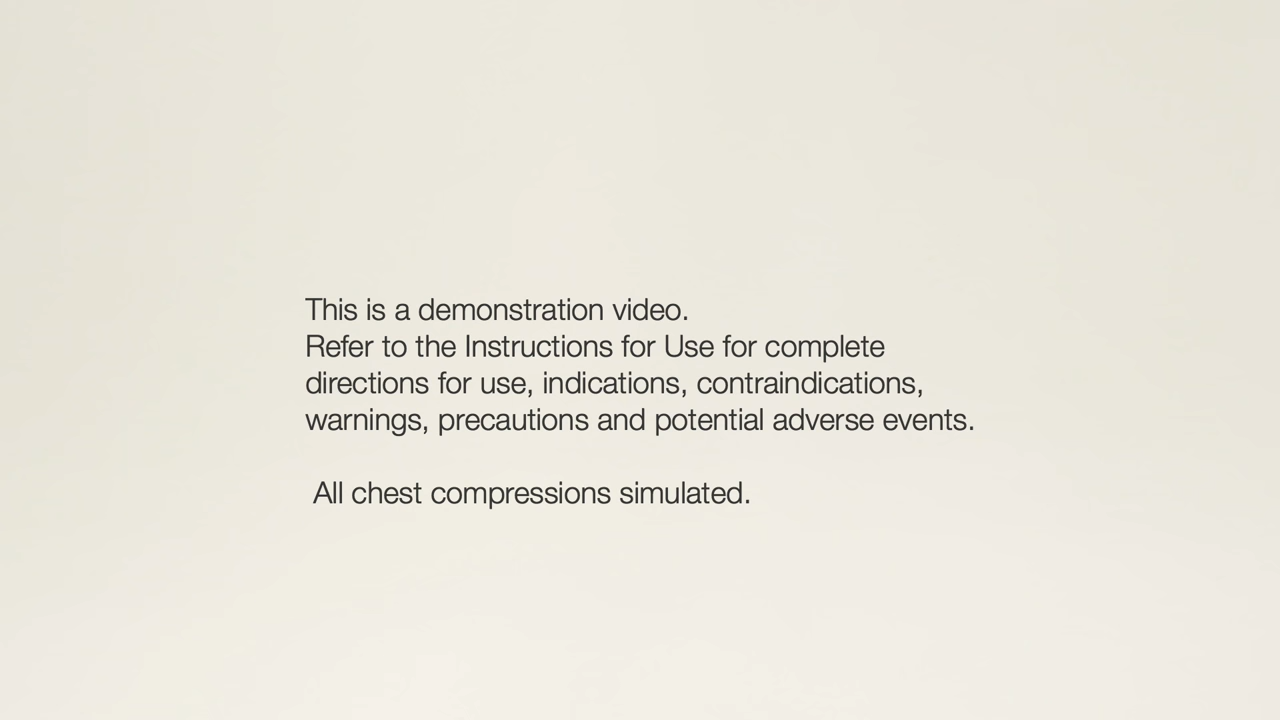 This is a demonstration video.
Refer to the Instructions for Use for complete
directions for use, indications, contraindications,
warnings, precautions and potential adverse events.
All chest compressions simulated.